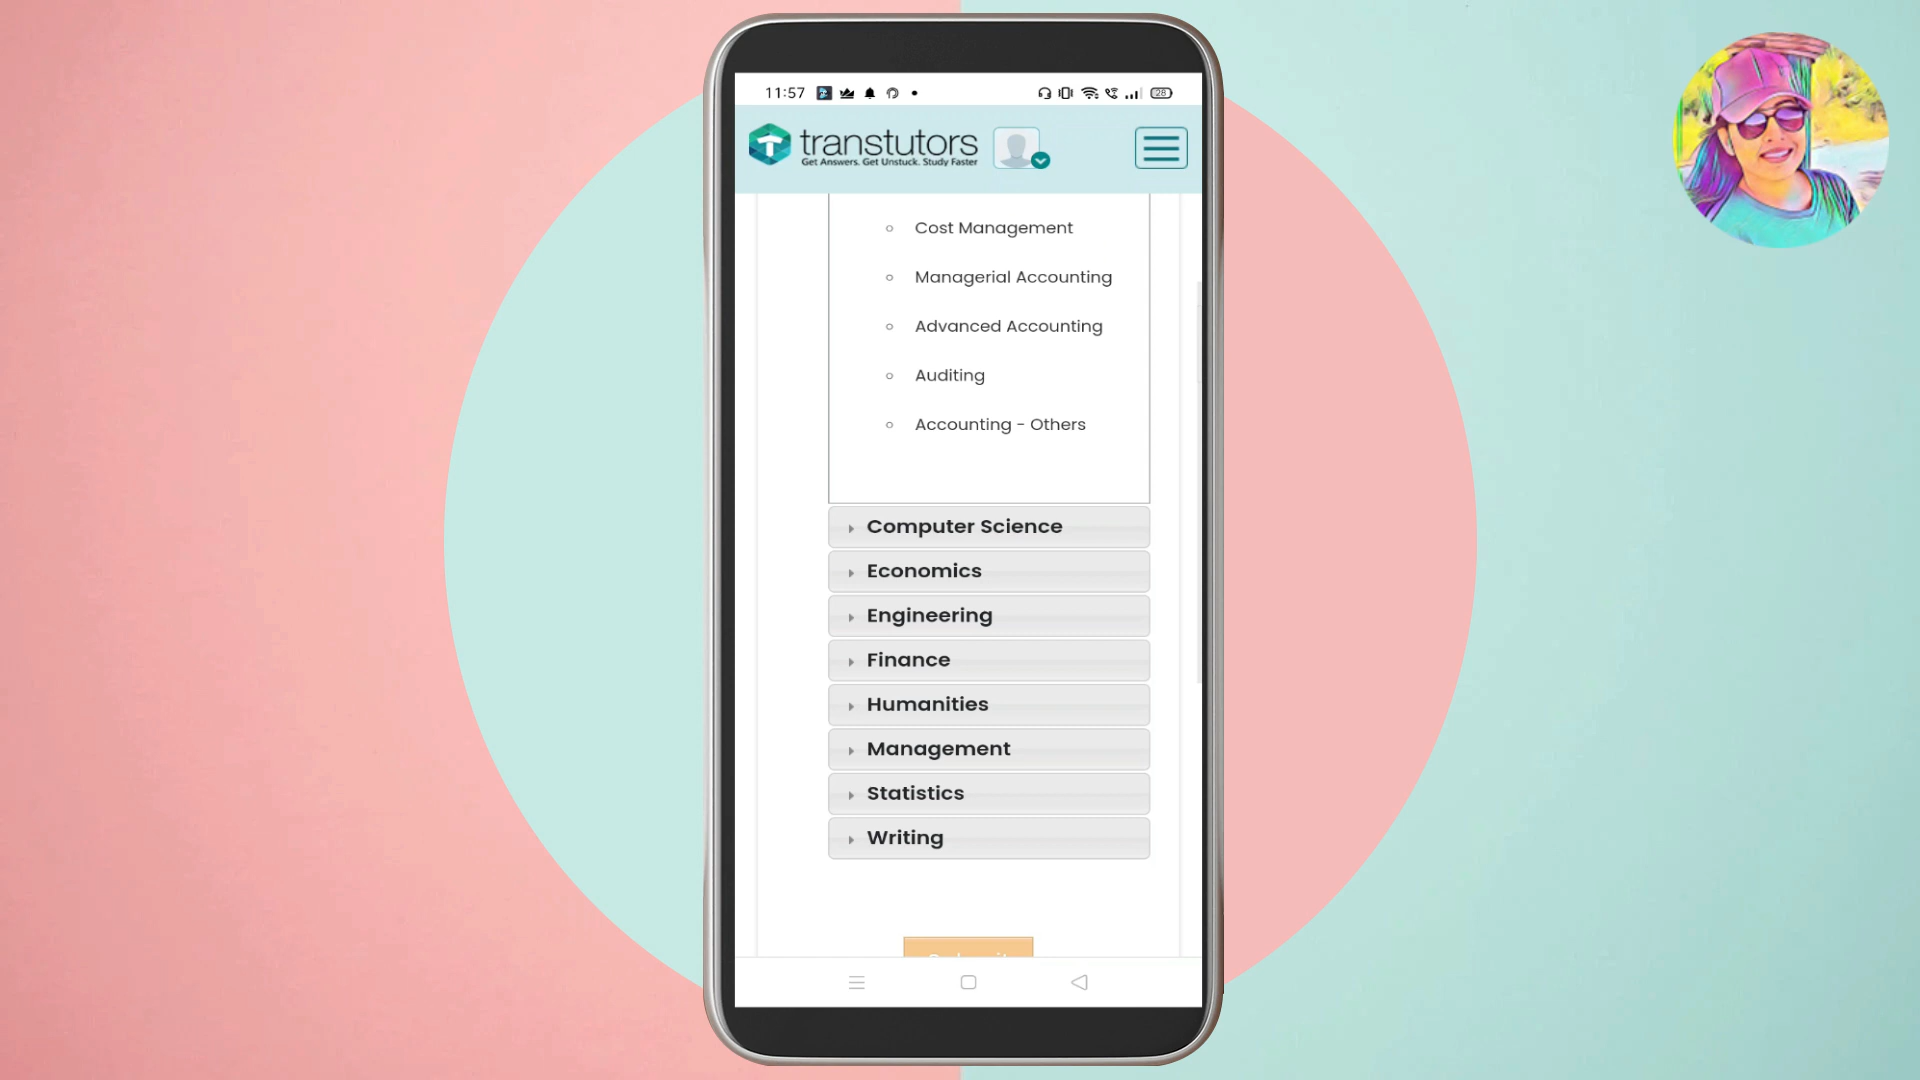 11:57
28
transtutors
Get Answers. Get Unstuck. Study Faster
Cost Management
Managerial Accounting
Advanced Accounting
Auditing
Accounting - Others
Computer Science
Economics
Engineering
Finance
Humanities
Management
Statistics
Writing